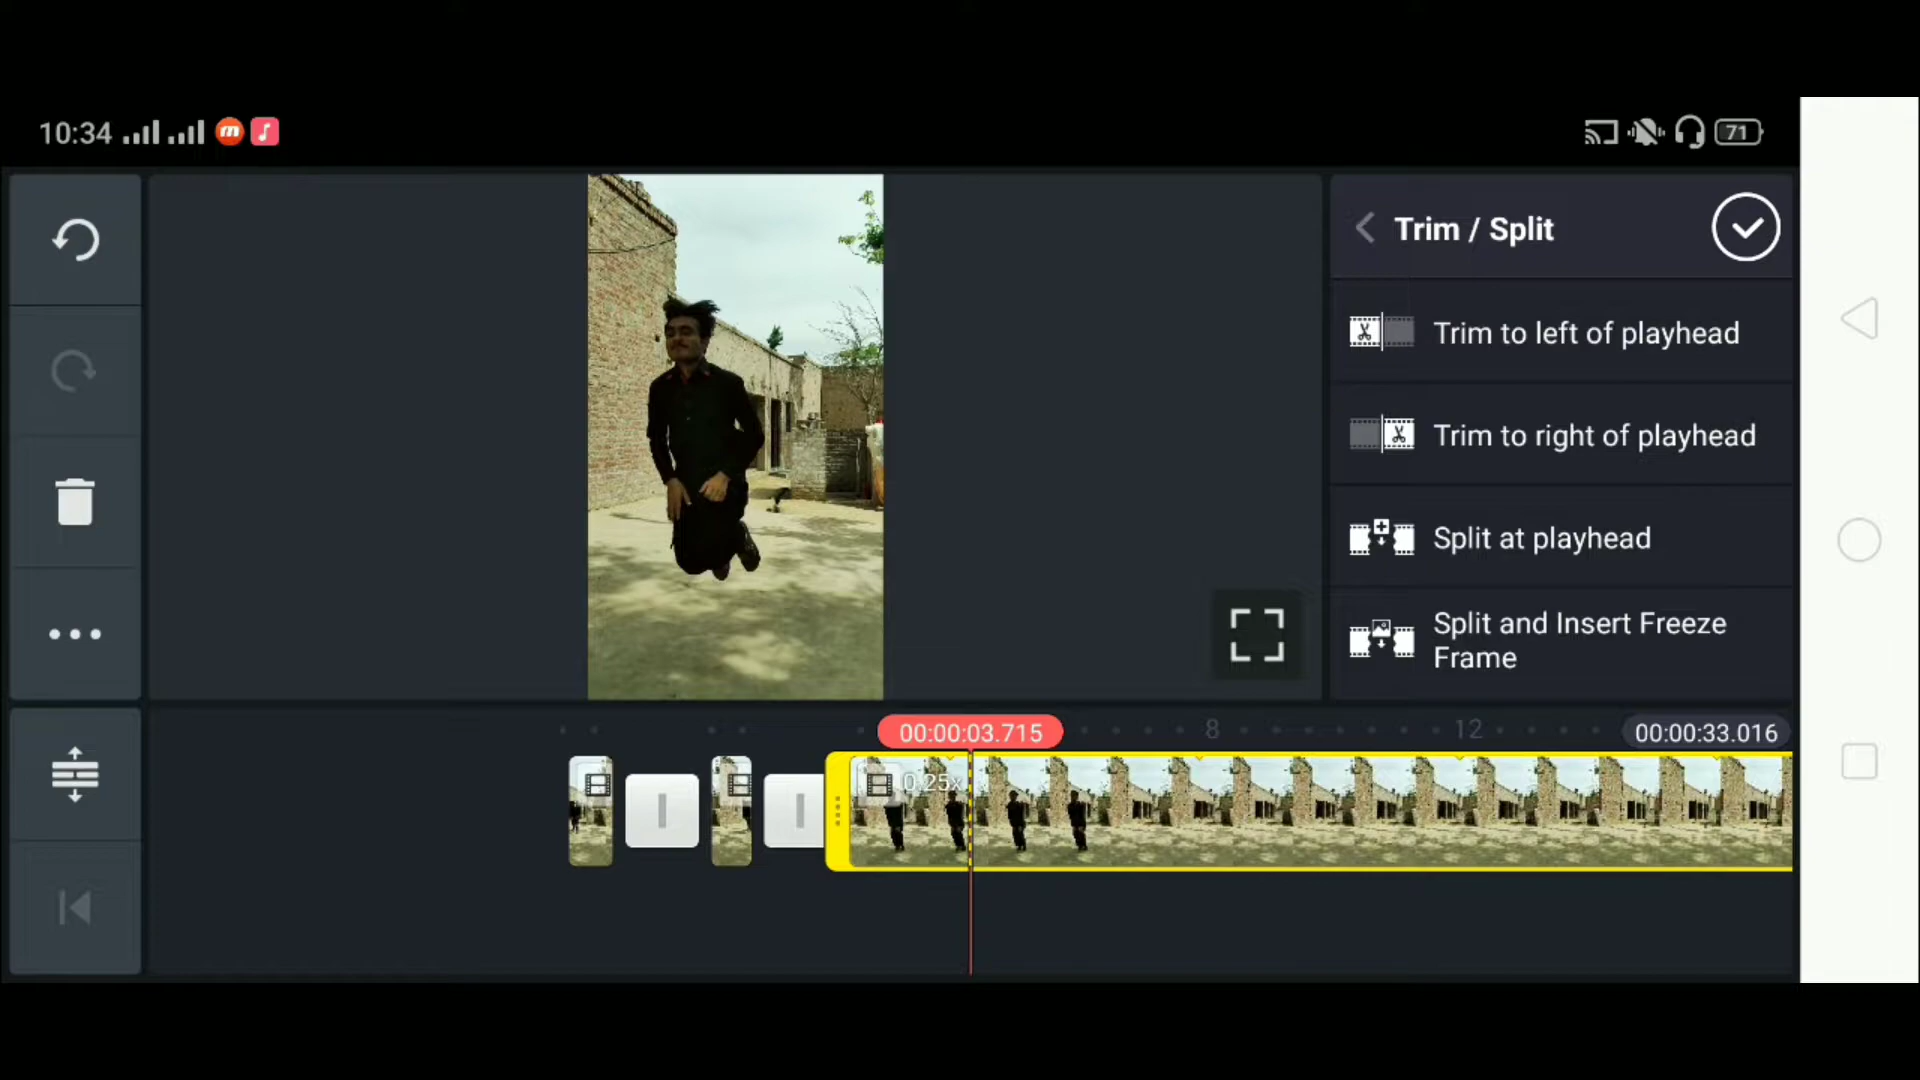 10:34
71
Trim / Split
Trim to left of playhead
Trim to right of playhead
Split at playhead
Split and Insert Freeze
Frame
00:00:03.715
8
12
00:00:33.016
0.25x